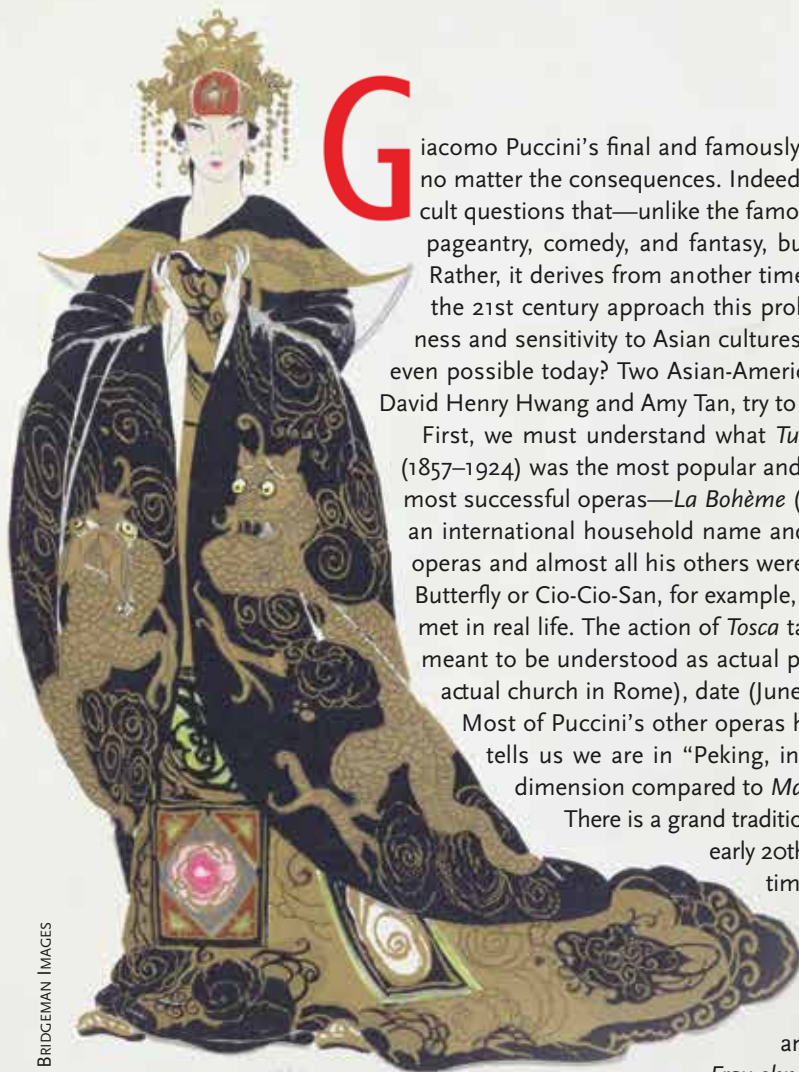 Giacomo Puccini’s final and famously
no matter the consequences. Indeed
cult questions that—unlike the famo
pageantry, comedy, and fantasy, bu
Rather, it derives from another time
the 21st century approach this prol
ness and sensitivity to Asian cultures
even possible today? Two Asian-Americ
David Henry Hwang and Amy Tan, try to
First, we must understand what Tu
(1857–1924) was the most popular and
most successful operas—La Bohème (
an international household name and
operas and almost all his others were
Butterfly or Cio-Cio-San, for example,
met in real life. The action of Tosca ta
meant to be understood as actual p
actual church in Rome), date (June
Most of Puccini’s other operas h
tells us we are in “Peking, in
dimension compared to Ma
There is a grand traditio
early 20th
tim
an
Frau ohn
BRIDGEMAN IMAGES